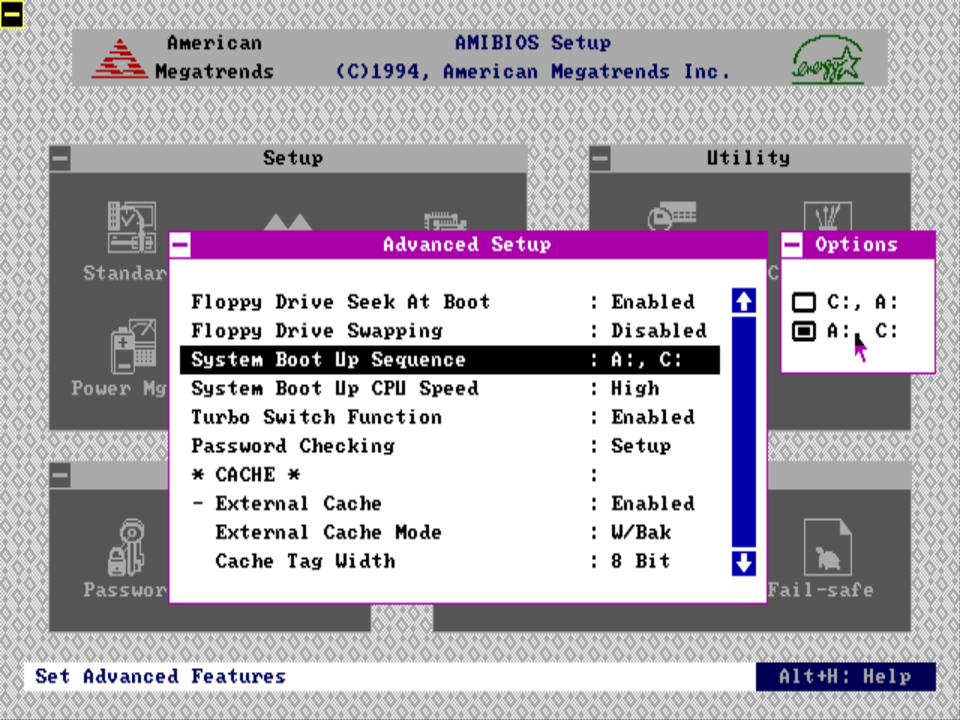 American
Megatrends
AMIBIOS Setup
(C)1994, American Megatrends Inc.
energy
Setup
Utility
Standar
C
Power Mg
Advanced Setup
Floppy Drive Seek At Boot : Enabled
Floppy Drive Swapping : Disabled
System Boot Up Sequence : A:, C:
System Boot Up CPU Speed : High
Turbo Switch Function : Enabled
Password Checking : Setup
* CACHE * :
- External Cache : Enabled
External Cache Mode : W/Bak
Cache Tag Width : 8 Bit
Options
C:, A:
A:, C:
Passwor
Fail-safe
Set Advanced Features
Alt+H: Help